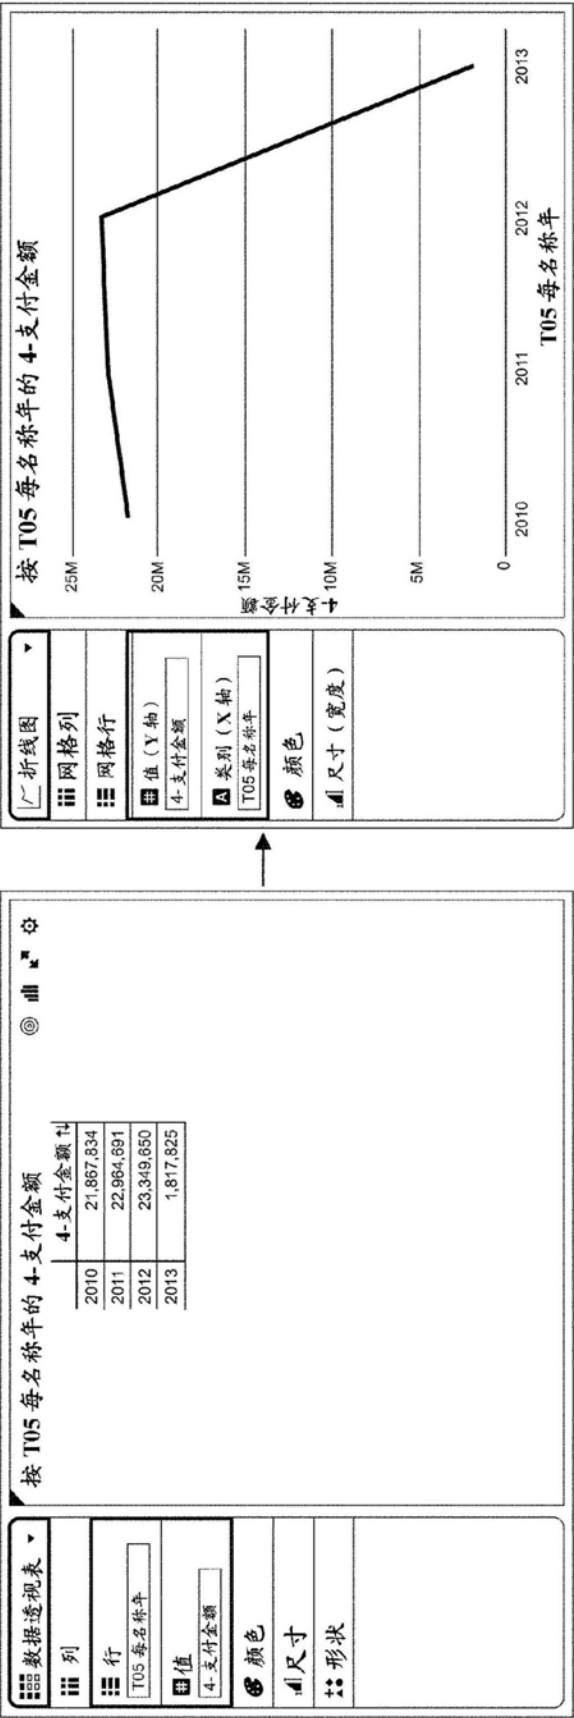 数据透视表
列
行
T05 每名称年
值
4-支付金额
颜色
尺寸
形状
按 T05 每名称年的 4-支付金额
4-支付金额
2010 21,867,834
2011 22,964,691
2012 23,349,650
2013 1,817,825
折线图
网格列
网格行
值（Y 轴）
4-支付金额
类别（X 轴）
T05 每名称年
颜色
尺寸（宽度）
按 T05 每名称年的 4-支付金额
4-支付金额
25M
20M
15M
10M
5M
0
2010 2011 2012 2013
T05 每名称年